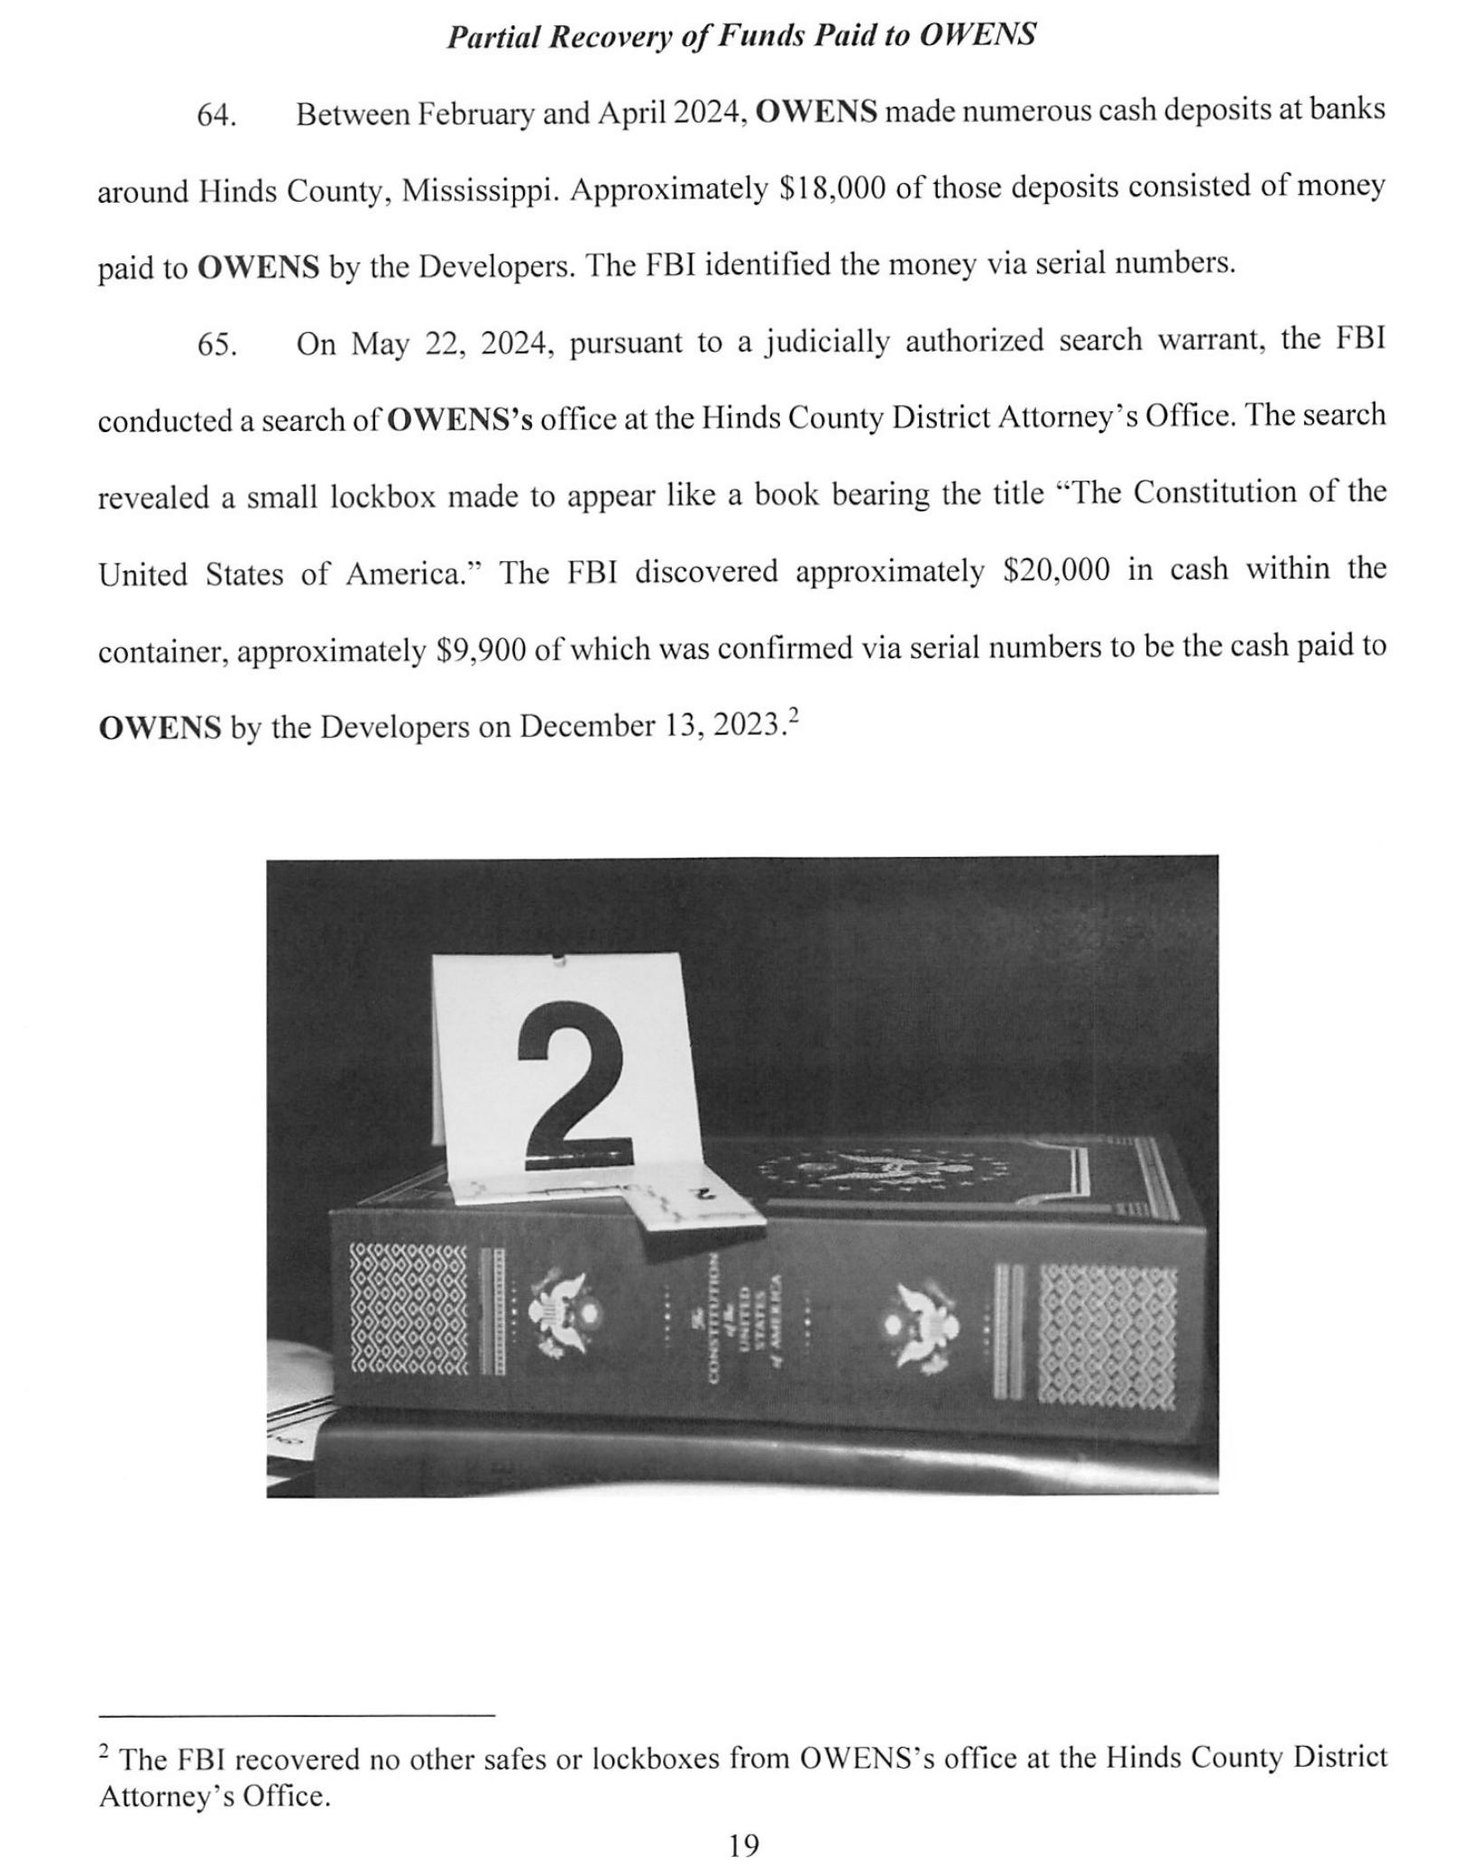 Partial Recovery of Funds Paid to OWENS
64. Between February and April 2024, OWENS made numerous cash deposits at banks
around Hinds County, Mississippi. Approximately $18,000 of those deposits consisted of money
paid to OWENS by the Developers. The FBI identified the money via serial numbers.
65. On May 22, 2024, pursuant to a judicially authorized search warrant, the FBI
conducted a search of OWENS's office at the Hinds County District Attorney's Office. The search
revealed a small lockbox made to appear like a book bearing the title “The Constitution of the
United States of America.” The FBI discovered approximately $20,000 in cash within the
container, approximately $9,900 of which was confirmed via serial numbers to be the cash paid to
OWENS by the Developers on December 13, 2023.2
2
2
The
CONSTITUTION
of the
UNITED
STATES
of AMERICA
2 The FBI recovered no other safes or lockboxes from OWENS's office at the Hinds County District
Attorney's Office.
19